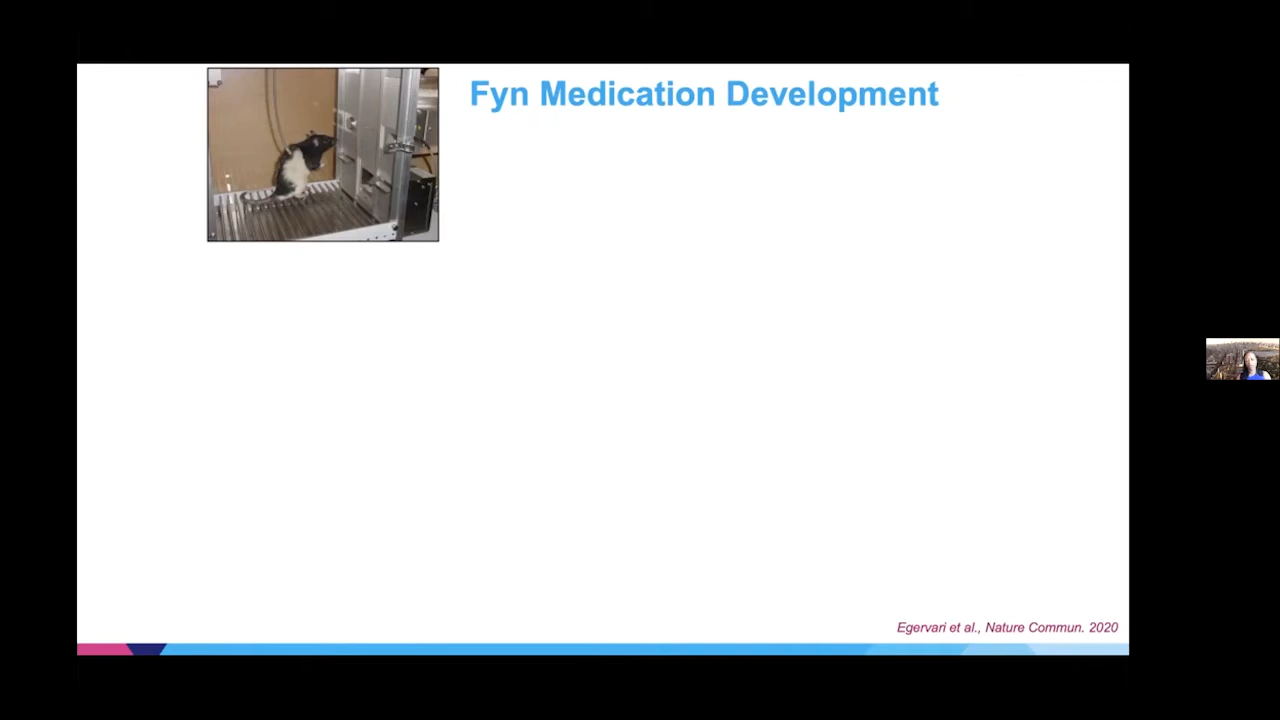 Fyn Medication Development
Egervari et al., Nature Commun. 2020